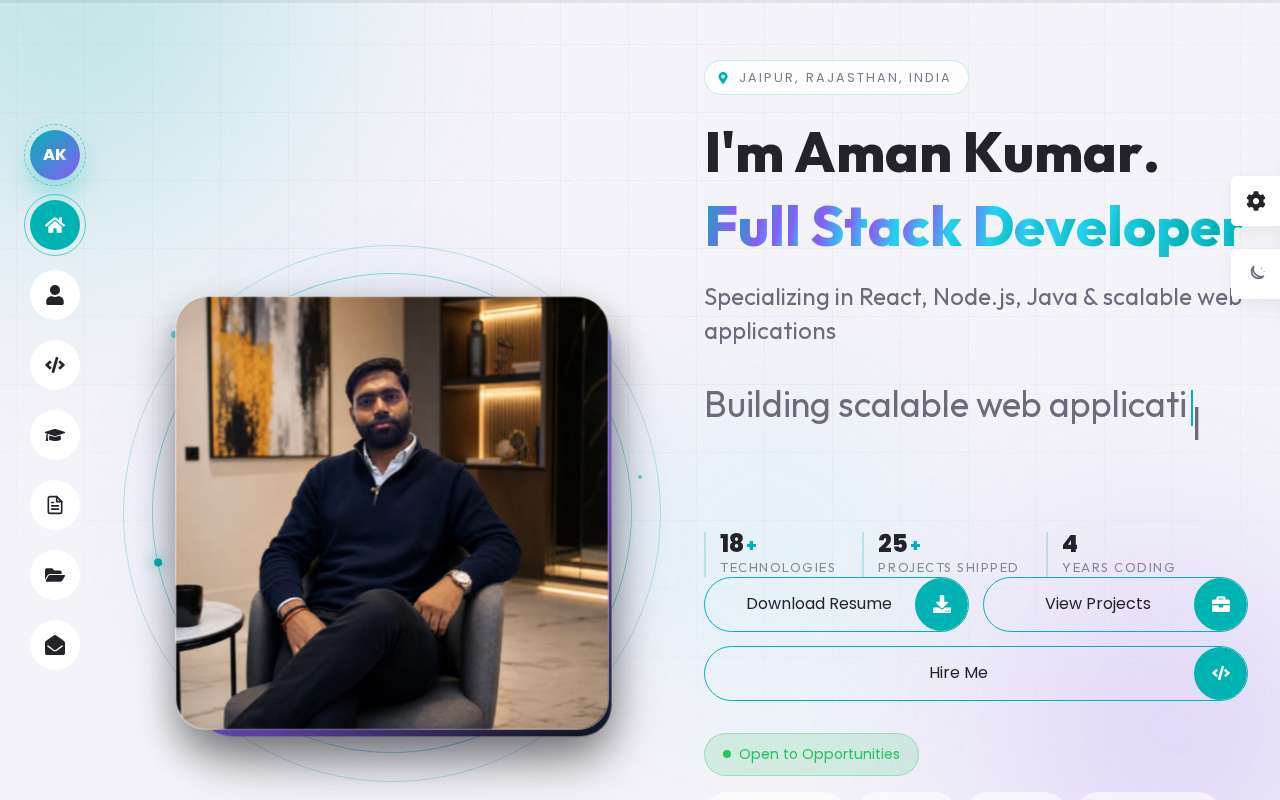 JAIPUR, RAJASTHAN, INDIA
AK
I'm Aman Kumar.
Full Stack Developer
Specializing in React, Node.js, Java & scalable web
applications
Building scalable web applicati
18+
TECHNOLOGIES
25+
PROJECTS SHIPPED
4
YEARS CODING
Download Resume
View Projects
Hire Me
Open to Opportunities